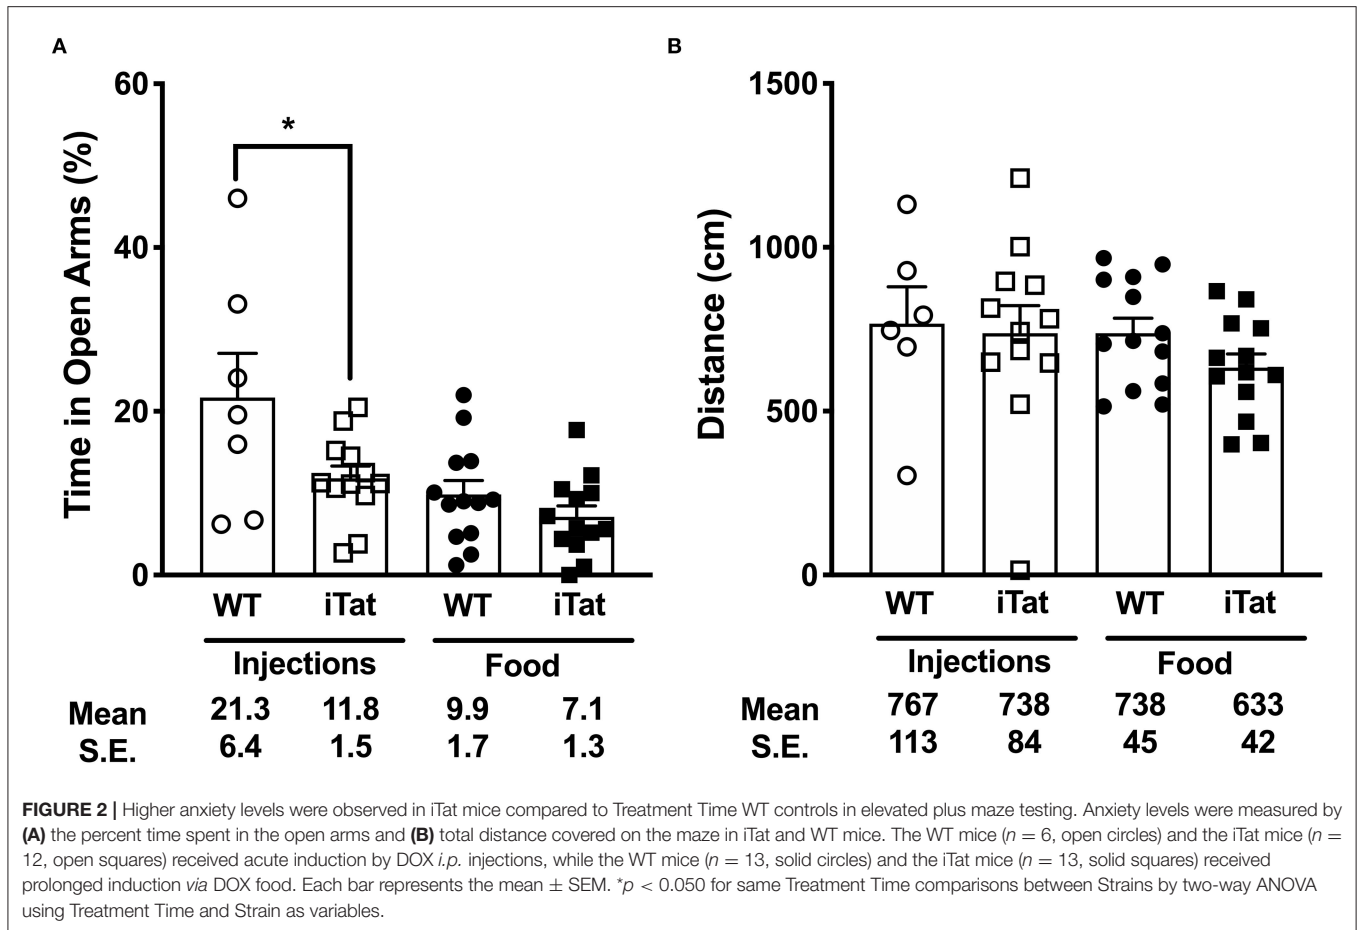 A
B
Time in Open Arms (%)
60
40
20
0
*
WT iTat WT iTat
Injections Food
Mean 21.3 11.8 9.9 7.1
S.E. 6.4 1.5 1.7 1.3
Distance (cm)
1500
1000
500
0
WT iTat WT iTat
Injections Food
Mean 767 738 738 633
S.E. 113 84 45 42
FIGURE 2 | Higher anxiety levels were observed in iTat mice compared to Treatment Time WT controls in elevated plus maze testing. Anxiety levels were measured by
(A) the percent time spent in the open arms and (B) total distance covered on the maze in iTat and WT mice. The WT mice (n = 6, open circles) and the iTat mice (n =
12, open squares) received acute induction by DOX i.p. injections, while the WT mice (n = 13, solid circles) and the iTat mice (n = 13, solid squares) received
prolonged induction via DOX food. Each bar represents the mean ± SEM. *p < 0.050 for same Treatment Time comparisons between Strains by two-way ANOVA
using Treatment Time and Strain as variables.